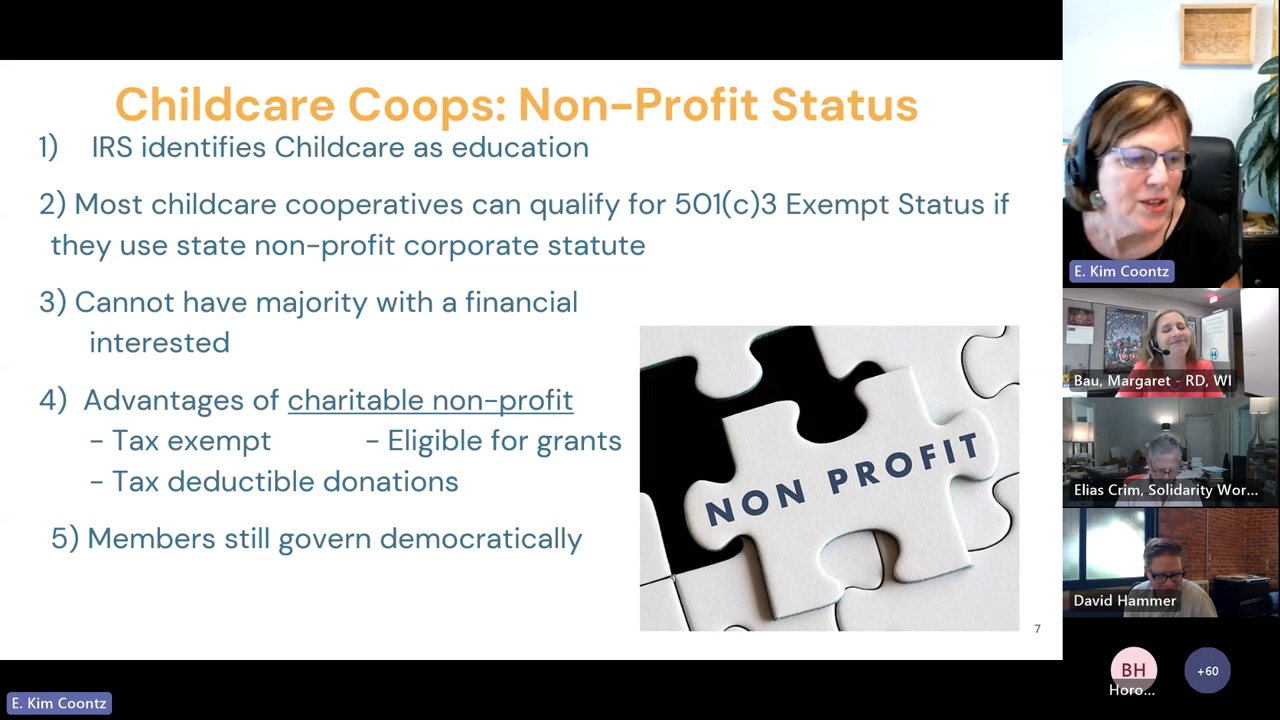 Childcare Coops: Non-Profit Status
1) IRS identifies Childcare as education
2) Most childcare cooperatives can qualify for 501(c)3 Exempt Status if
they use state non-profit corporate statute
3) Cannot have majority with a financial
interested
4) Advantages of charitable non-profit
- Tax exempt - Eligible for grants
- Tax deductible donations
5) Members still govern democratically
NON PROFIT
7
E. Kim Coontz
E. Kim Coontz
Bau, Margaret - RD, WI
Elias Crim, Solidarity Wor...
David Hammer
BH
Horo...
+60